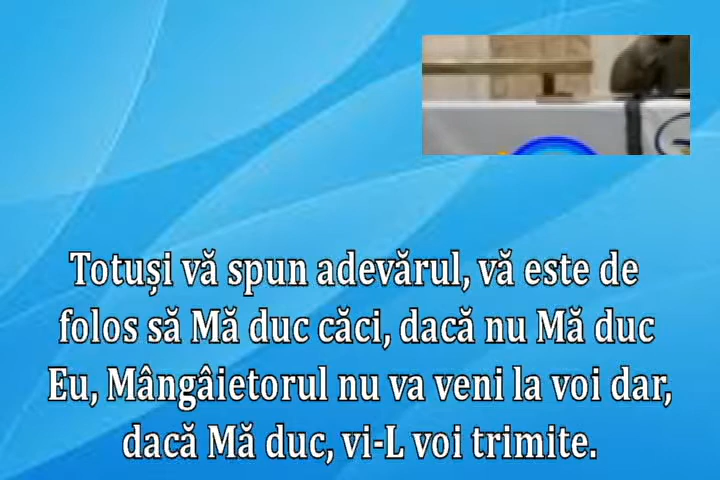 Totuși vă spun adevărul, vă este de
folos să Mă duc căci, dacă nu Mă duc
Eu, Mângâietorul nu va veni la voi dar,
dacă Mă duc, vi-L voi trimite.